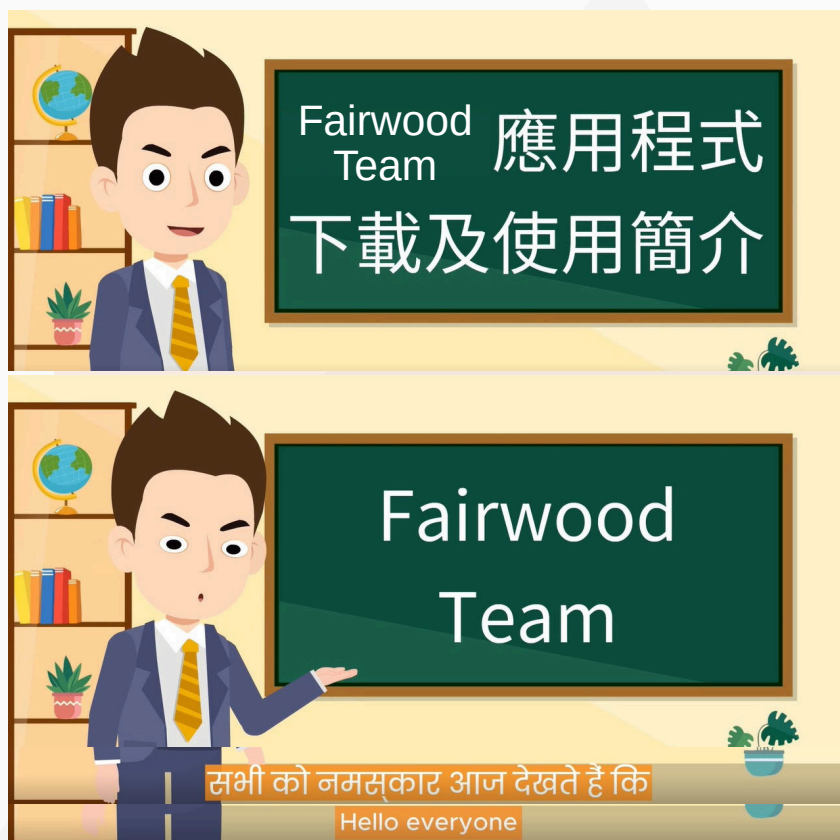 Fairwood
Team
應用程式
下載及使用簡介
Fairwood
Team
सभी को नमस्कार आज देखते हैं कि
Hello everyone